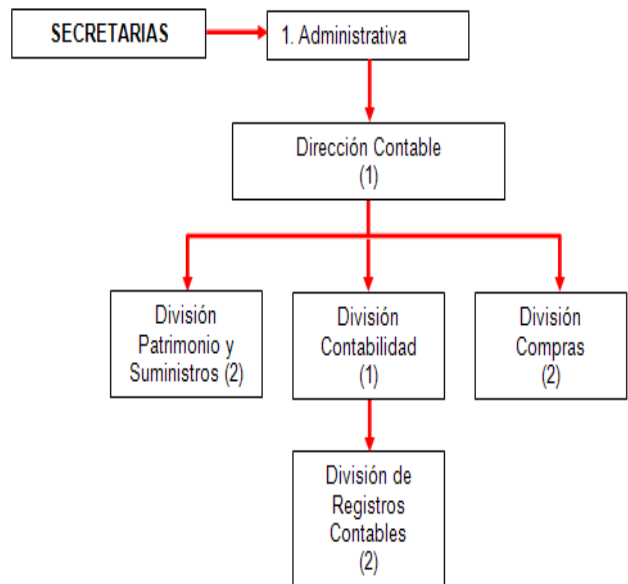 SECRETARIAS
1. Administrativa
Dirección Contable
(1)
División
Patrimonio y
Suministros (2)
División
Contabilidad
(1)
División
Compras
(2)
División de
Registros
Contables
(2)